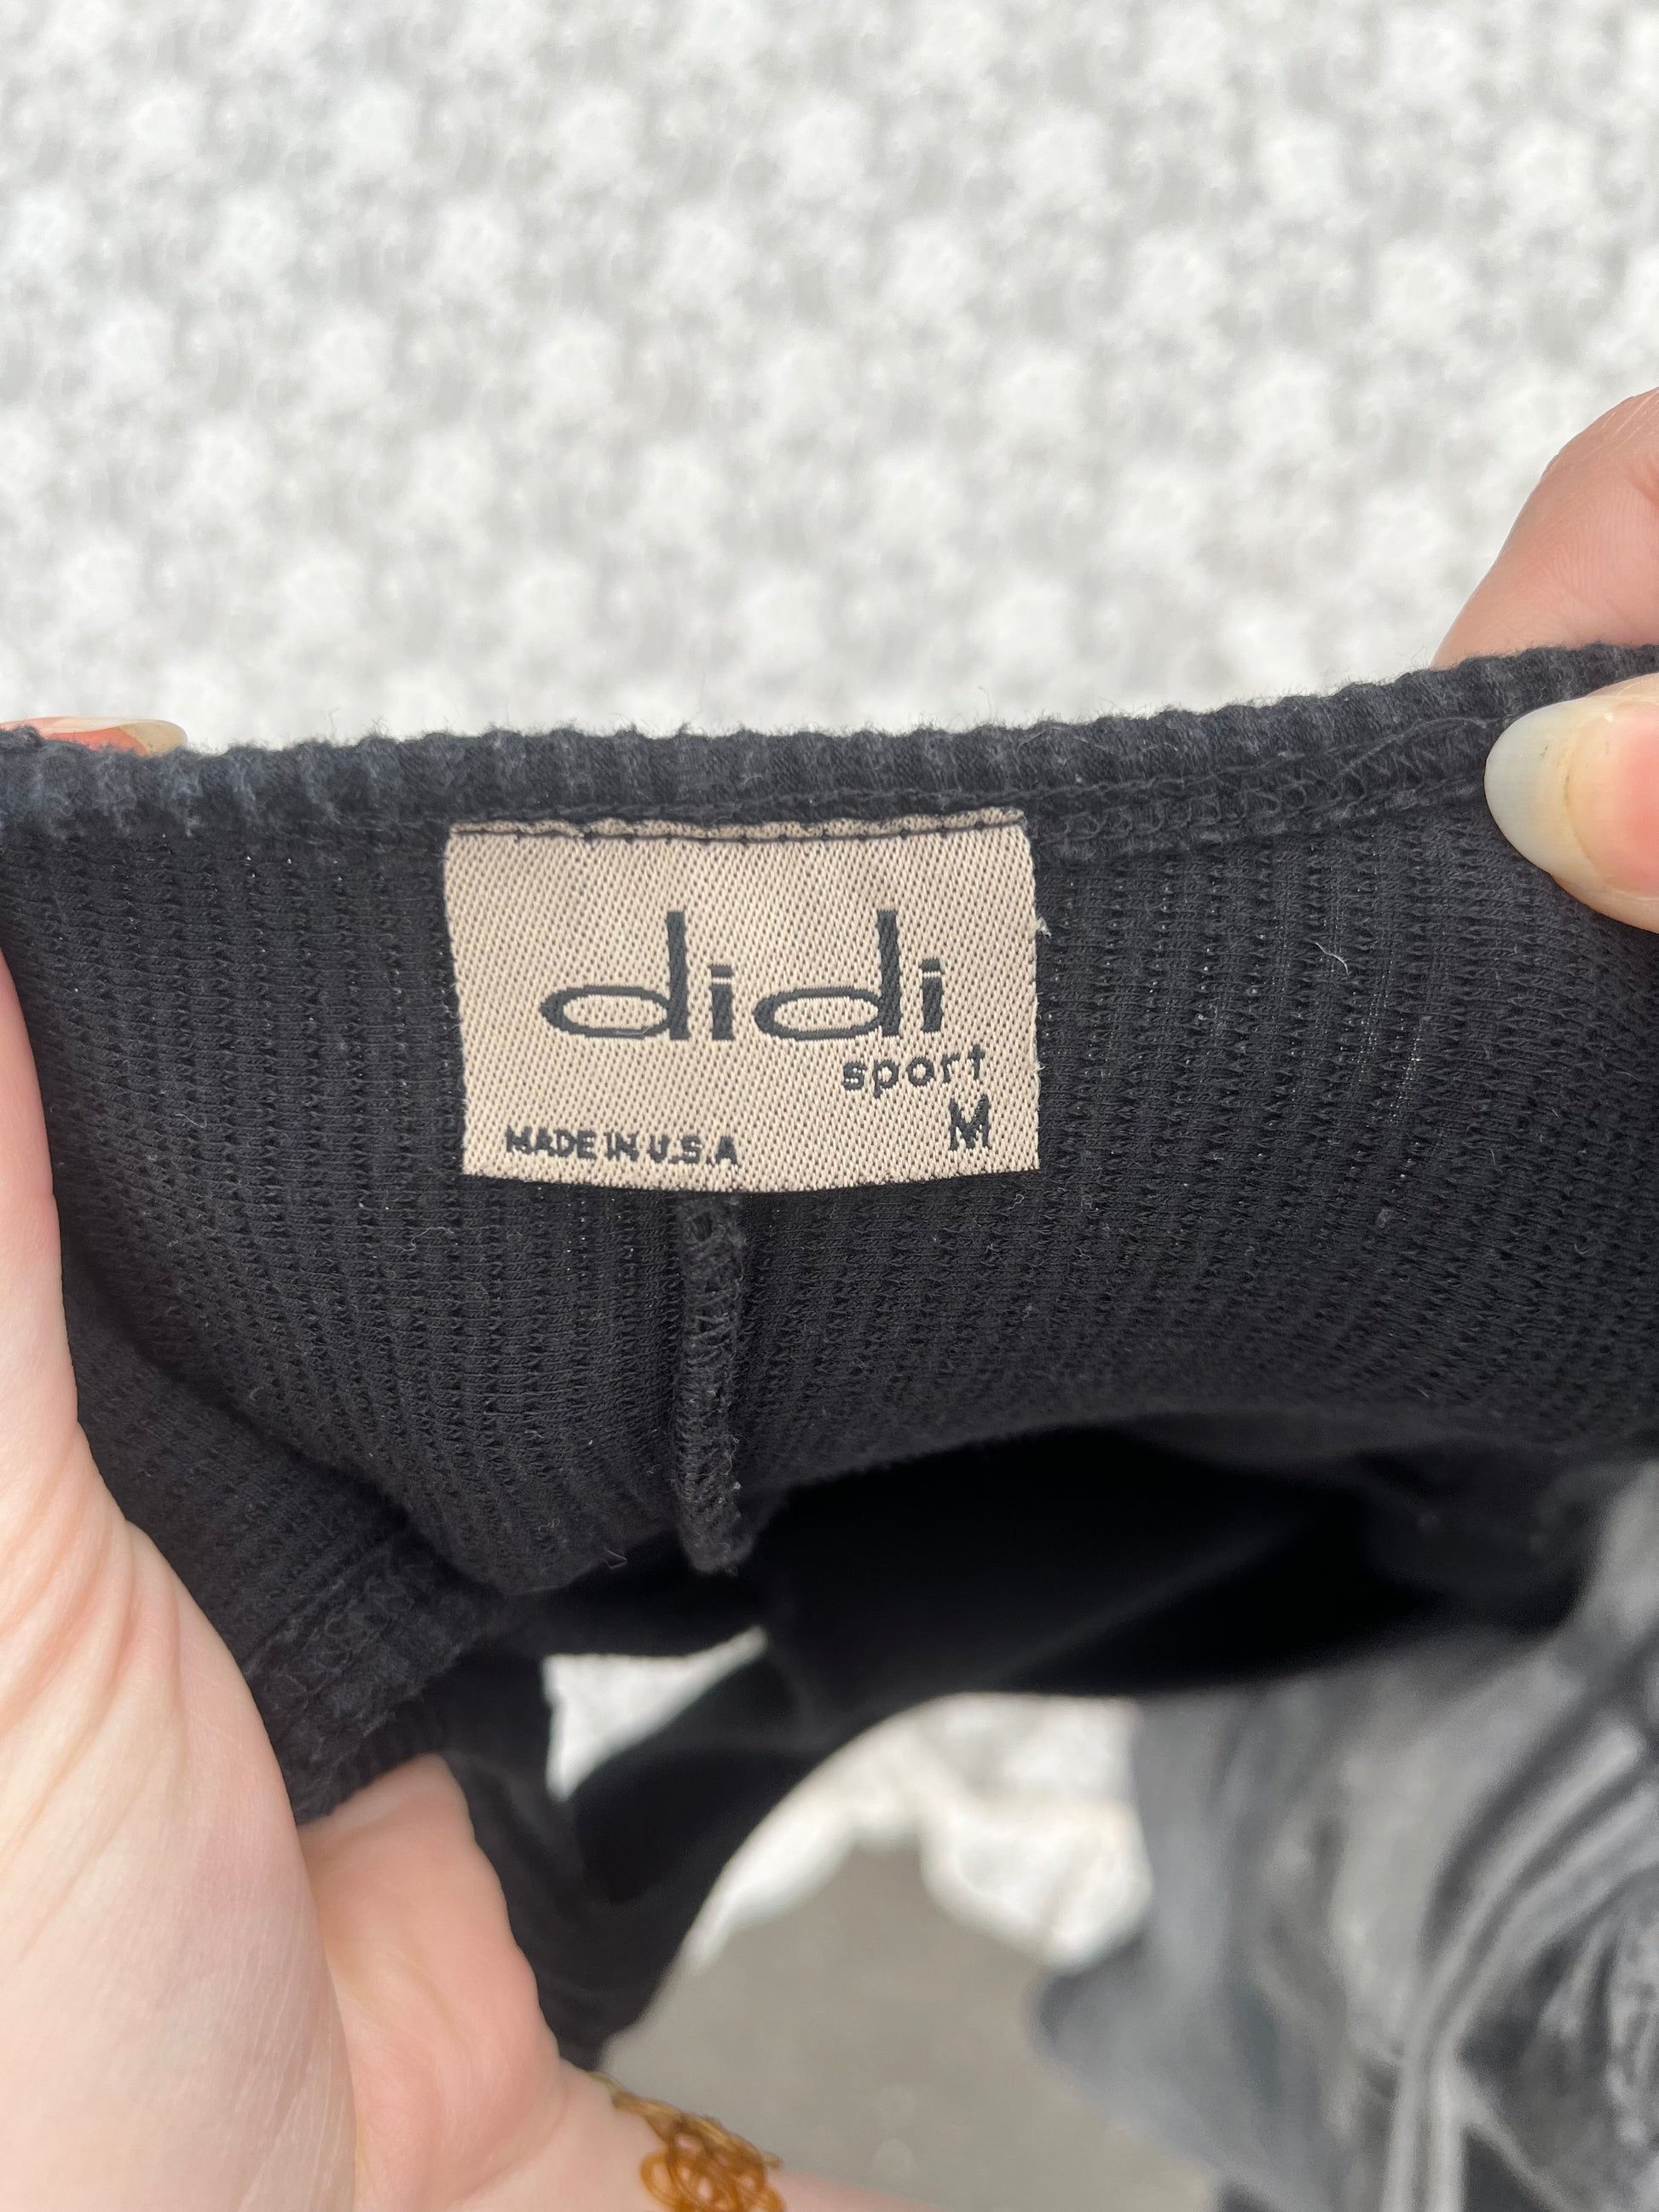 didi
sport
M
MADE IN U.S.A